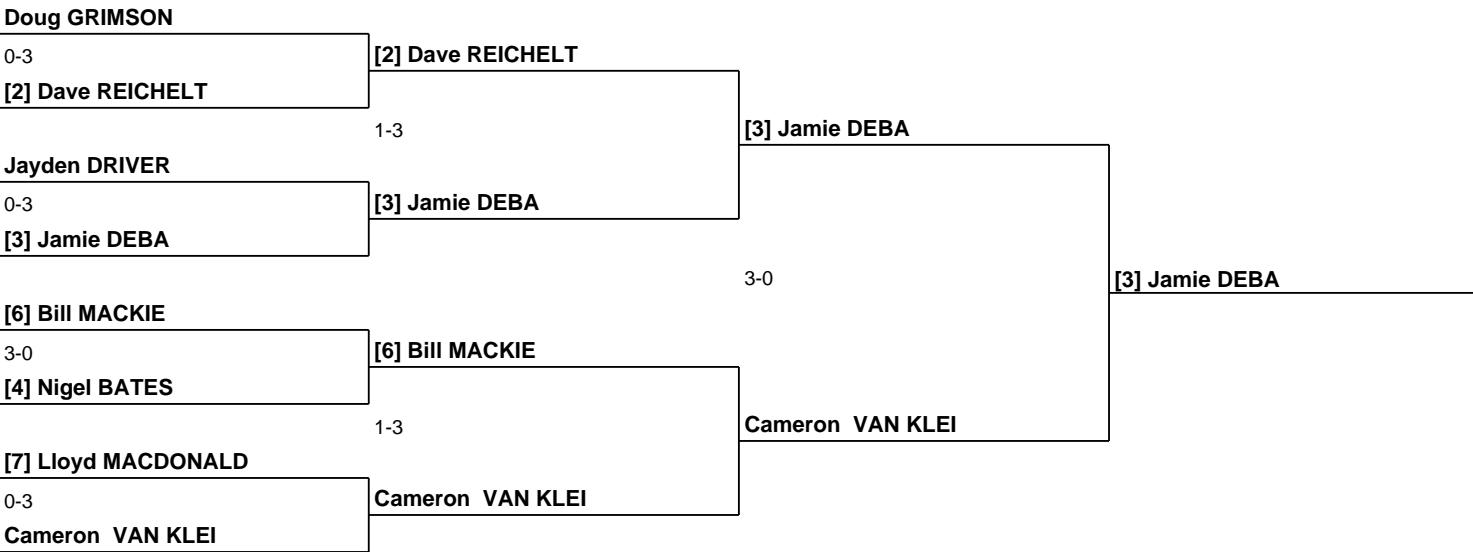 Doug GRIMSON
0-3
[2] Dave REICHELT
[2] Dave REICHELT
1-3
[3] Jamie DEBA
Jayden DRIVER
0-3
[3] Jamie DEBA
[3] Jamie DEBA
3-0
[3] Jamie DEBA
[6] Bill MACKIE
3-0
[6] Bill MACKIE
[4] Nigel BATES
1-3
Cameron  VAN KLEI
[7] Lloyd MACDONALD
0-3
Cameron  VAN KLEI
Cameron  VAN KLEI